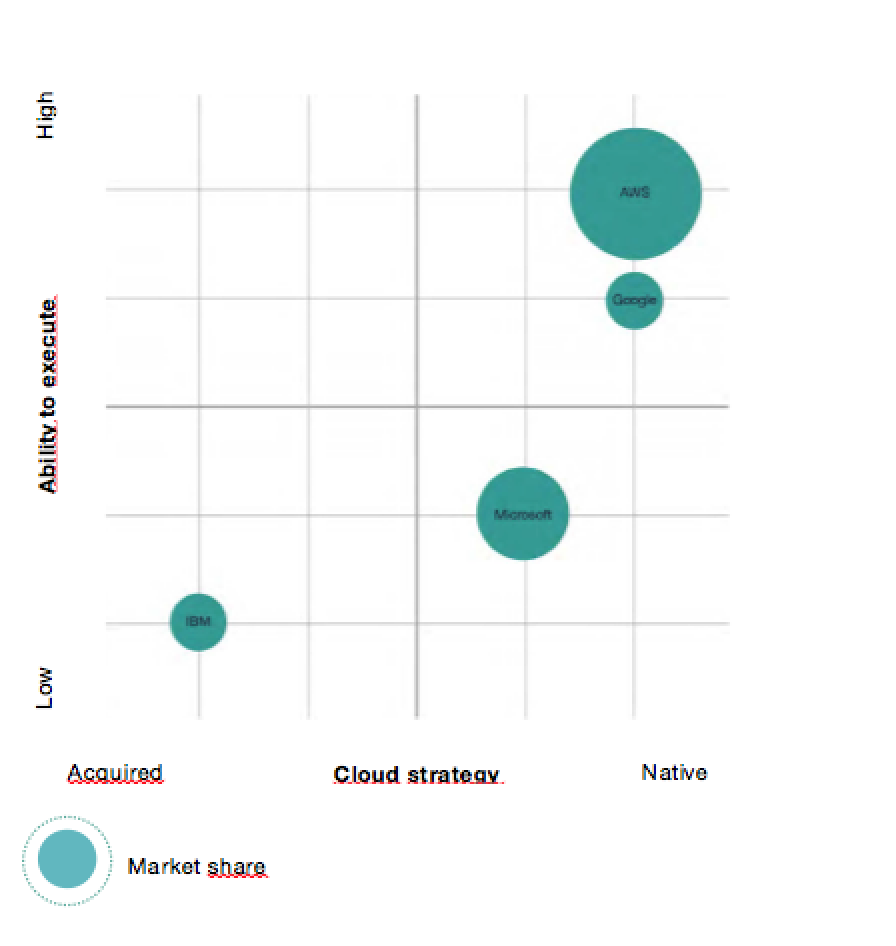 High
AWS
Google
Ability to execute
Microsoft
IBM
Low
Acquired
Cloud strategy
Native
Market share